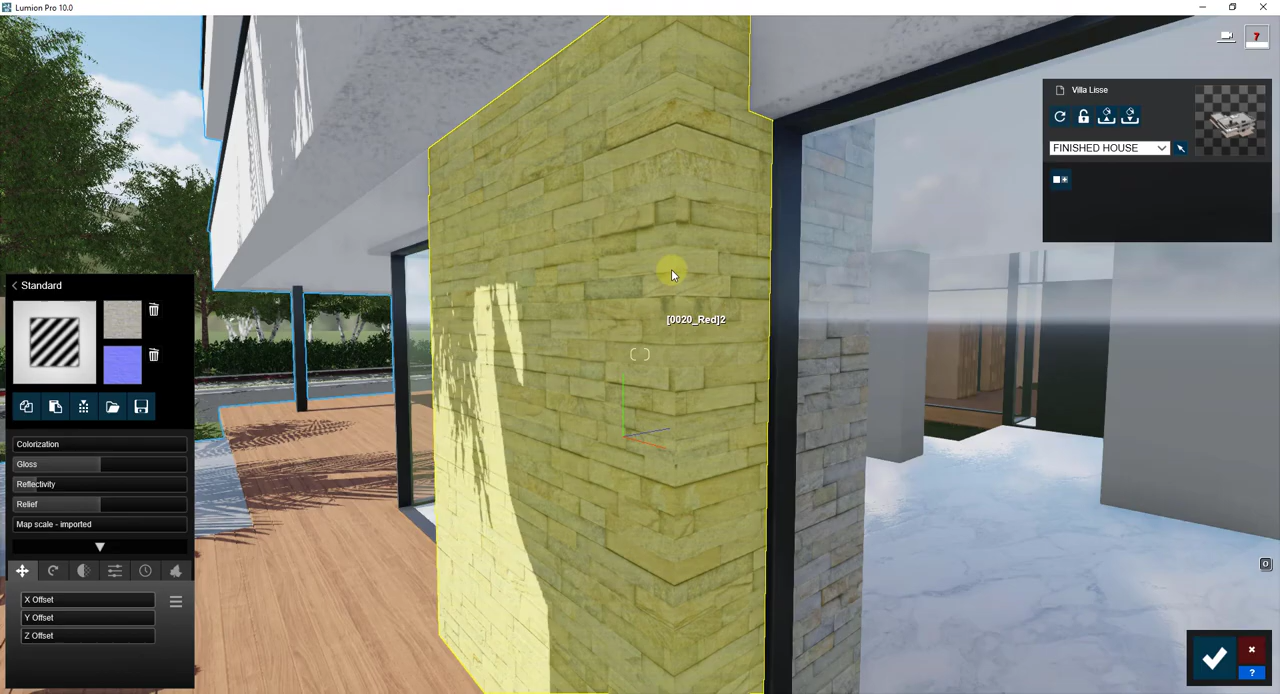 Lumion Pro 10.0
?
Villa Lisse
FINISHED HOUSE
Standard
[0020_Red]2
Colorization
Gloss
Reflectivity
Relief
Map scale - imported
X Offset
Y Offset
Z Offset
O
?